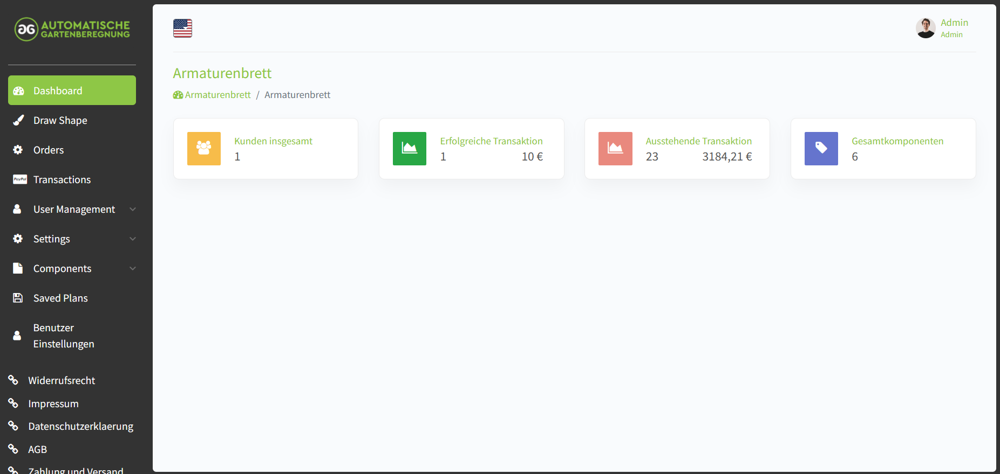 AUTOMATISCHE
GARTENBEREGNUNG
Dashboard
Draw Shape
Orders
PayPal
Transactions
User Management
Settings
Components
Saved Plans
Benutzer
Einstellungen
Widerrufsrecht
Impressum
Datenschutzerklaerung
AGB
Zahlung und Versand
Admin
Admin
Armaturenbrett
Armaturenbrett / Armaturenbrett
Kunden insgesamt
1
Erfolgreiche Transaktion
1 10 €
Ausstehende Transaktion
23 3184,21 €
Gesamtkomponenten
6